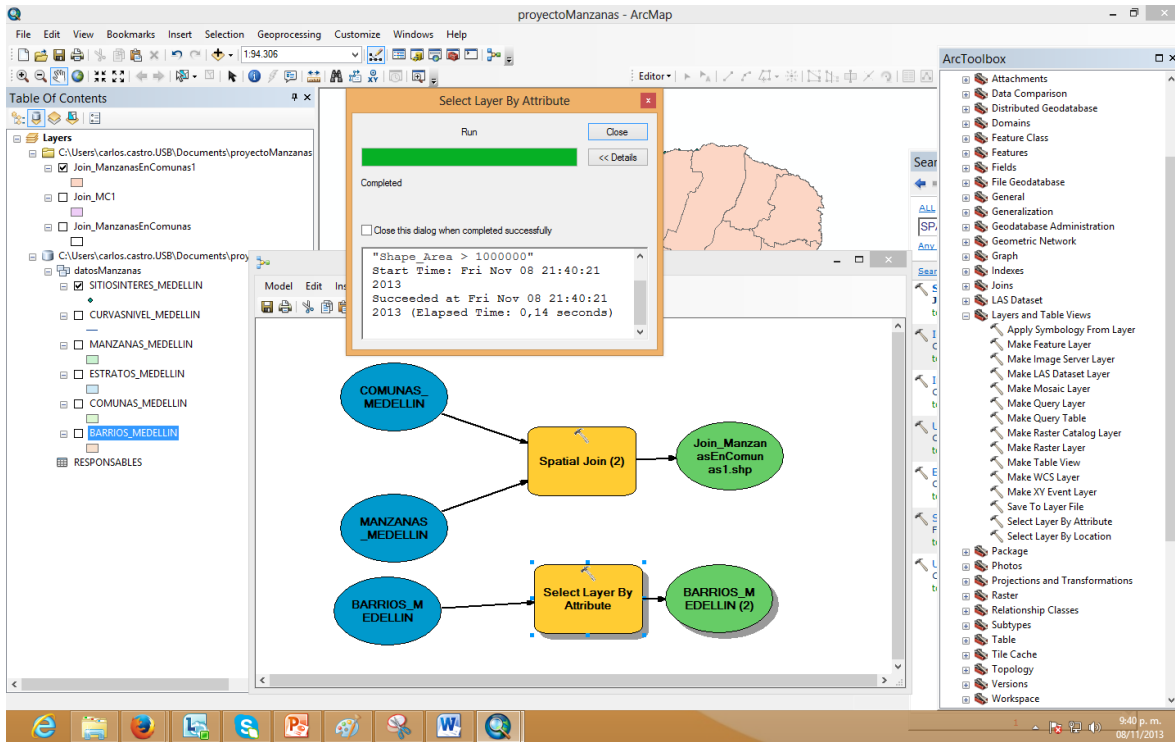 proyectoManzanas - ArcMap
File Edit View Bookmarks Insert Selection Geoprocessing Customize Windows Help
1:94.306
Editor
Table Of Contents
Layers
C:\Users\carlos.castro.USB\Documents\proyectoManzanas
Join_ManzanasEnComunas1
Join_MC1
Join_ManzanasEnComunas
C:\Users\carlos.castro.USB\Documents\proy
datosManzanas
SITIOSINTERES_MEDELLIN
CURVASNIVEL_MEDELLIN
MANZANAS_MEDELLIN
ESTRATOS_MEDELLIN
COMUNAS_MEDELLIN
BARRIOS_MEDELLIN
RESPONSABLES
Select Layer By Attribute
Run
Close
<< Details
Completed
Close this dialog when completed successfully
"Shape_Area > 1000000"
Start Time: Fri Nov 08 21:40:21
2013
Succeeded at Fri Nov 08 21:40:21
2013 (Elapsed Time: 0,14 seconds)
Model Edit Ins
COMUNAS_
MEDELLIN
Spatial Join (2)
Join_Manzan
asEnComun
as1.shp
MANZANAS
_MEDELLIN
BARRIOS_M
EDELLIN
Select Layer By
Attribute
BARRIOS_M
EDELLIN (2)
Sear
ALL
SPA
Any
Sear
ArcToolbox
Attachments
Data Comparison
Distributed Geodatabase
Domains
Feature Class
Features
Fields
File Geodatabase
General
Generalization
Geodatabase Administration
Geometric Network
Graph
Indexes
Joins
LAS Dataset
Layers and Table Views
Apply Symbology From Layer
Make Feature Layer
Make Image Server Layer
Make LAS Dataset Layer
Make Mosaic Layer
Make Query Layer
Make Query Table
Make Raster Catalog Layer
Make Raster Layer
Make Table View
Make WCS Layer
Make XY Event Layer
Save To Layer File
Select Layer By Attribute
Select Layer By Location
Package
Photos
Projections and Transformations
Raster
Relationship Classes
Subtypes
Table
Tile Cache
Topology
Versions
Workspace
9:40 p. m.
08/11/2013